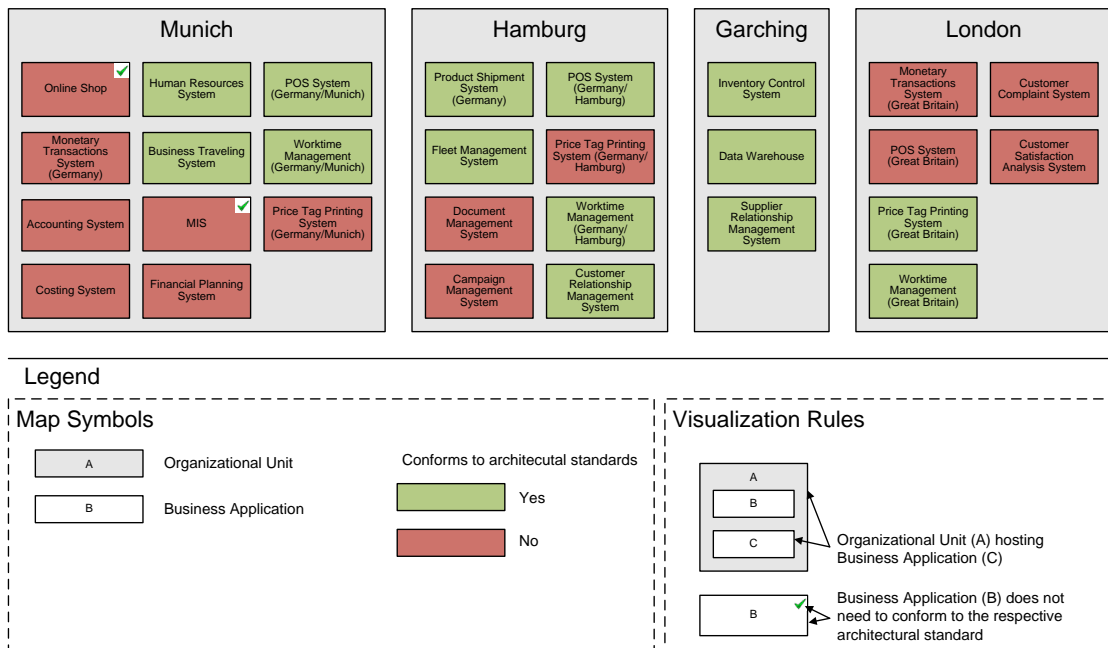 Munich
Online Shop
Human Resources
System
POS System
(Germany/Munich)
Monetary
Transactions
System
(Germany)
Business Traveling
System
Worktime
Management
(Germany/Munich)
Accounting System
MIS
Price Tag Printing
System
(Germany/Munich)
Costing System
Financial Planning
System
Hamburg
Product Shipment
System
(Germany)
POS System
(Germany/
Hamburg)
Fleet Management
System
Price Tag Printing
System (Germany/
Hamburg)
Document
Management
System
Worktime
Management
(Germany/
Hamburg)
Campaign
Management
System
Customer
Relationship
Management
System
Garching
Inventory Control
System
Data Warehouse
Supplier
Relationship
Management
System
London
Monetary
Transactions
System
(Great Britain)
Customer
Complaint System
POS System
(Great Britain)
Customer
Satisfaction
Analysis System
Price Tag Printing
System
(Great Britain)
Worktime
Management
(Great Britain)
Legend
Map Symbols
A
Organizational Unit
B
Business Application
Conforms to architecutal standards
Yes
No
Visualization Rules
A
B
C
Organizational Unit (A) hosting
Business Application (C)
B
Business Application (B) does not
need to conform to the respective
architectural standard